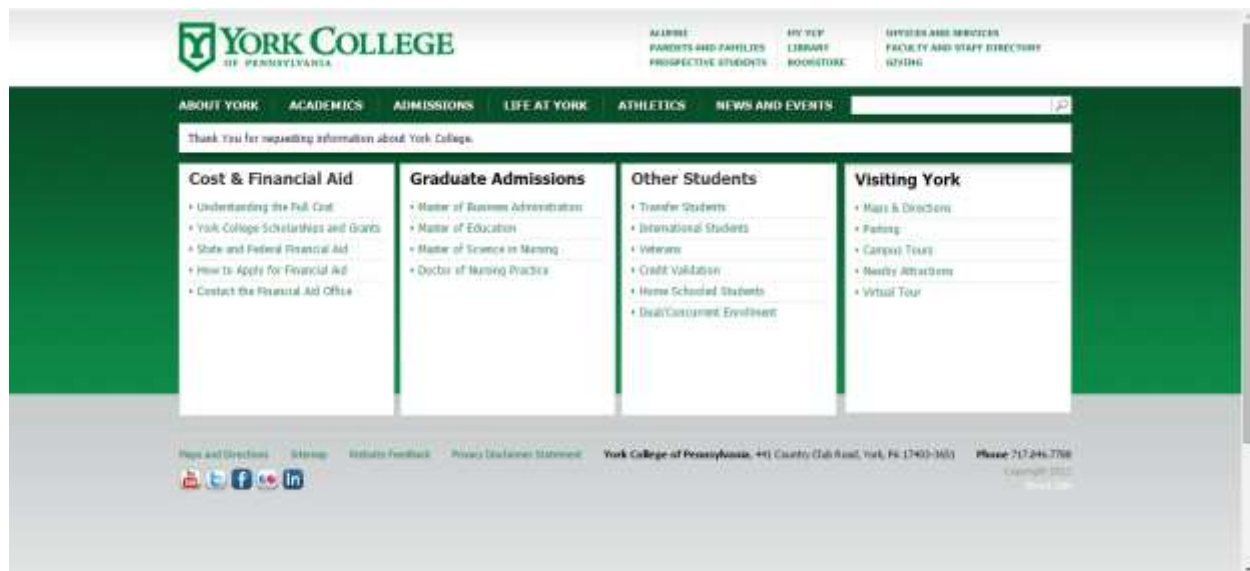 YORK COLLEGE
OF PENNSYLVANIA
ALUMNI
PARENTS AND FAMILIES
PROSPECTIVE STUDENTS
MY YCP
LIBRARY
BOOKSTORE
OFFICES AND SERVICES
FACULTY AND STAFF DIRECTORY
GIVING
ABOUT YORK ACADEMICS ADMISSIONS LIFE AT YORK ATHLETICS NEWS AND EVENTS
Thank You for requesting information about York College.
Cost & Financial Aid
Understanding the Full Cost
York College Scholarships and Grants
State and Federal Financial Aid
How to Apply for Financial Aid
Contact the Financial Aid Office
Graduate Admissions
Master of Business Administration
Master of Education
Master of Science in Nursing
Doctor of Nursing Practice
Other Students
Transfer Students
International Students
Veterans
Credit Validation
Home Schooled Students
Dual/Concurrent Enrollment
Visiting York
Maps & Directions
Parking
Campus Tours
Nearby Attractions
Virtual Tour
Maps and Directions Sitemap Website Feedback Privacy Disclaimer Statement York College of Pennsylvania, 441 Country Club Road, York, PA 17403-3651 Phone 717.846.7788
You
in